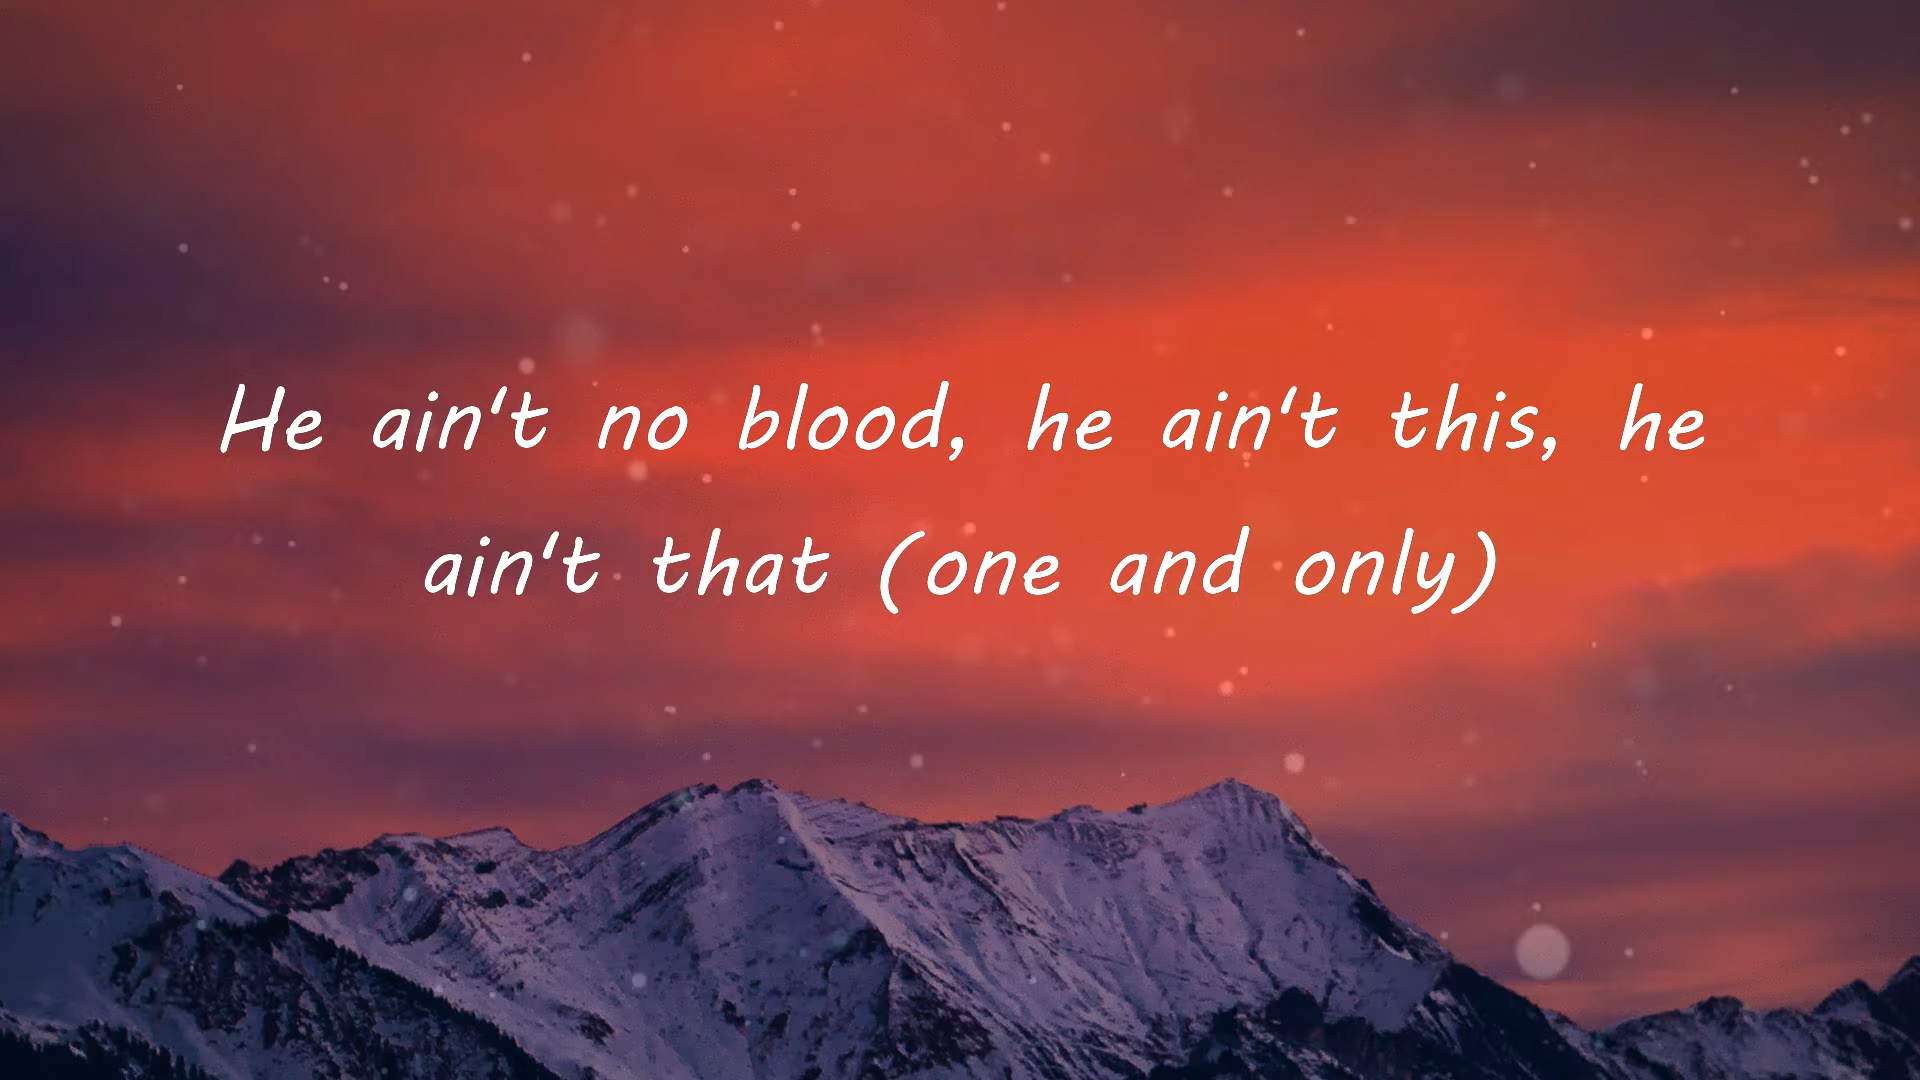 He ain't no blood, he ain't this, he
ain't that (one and only)